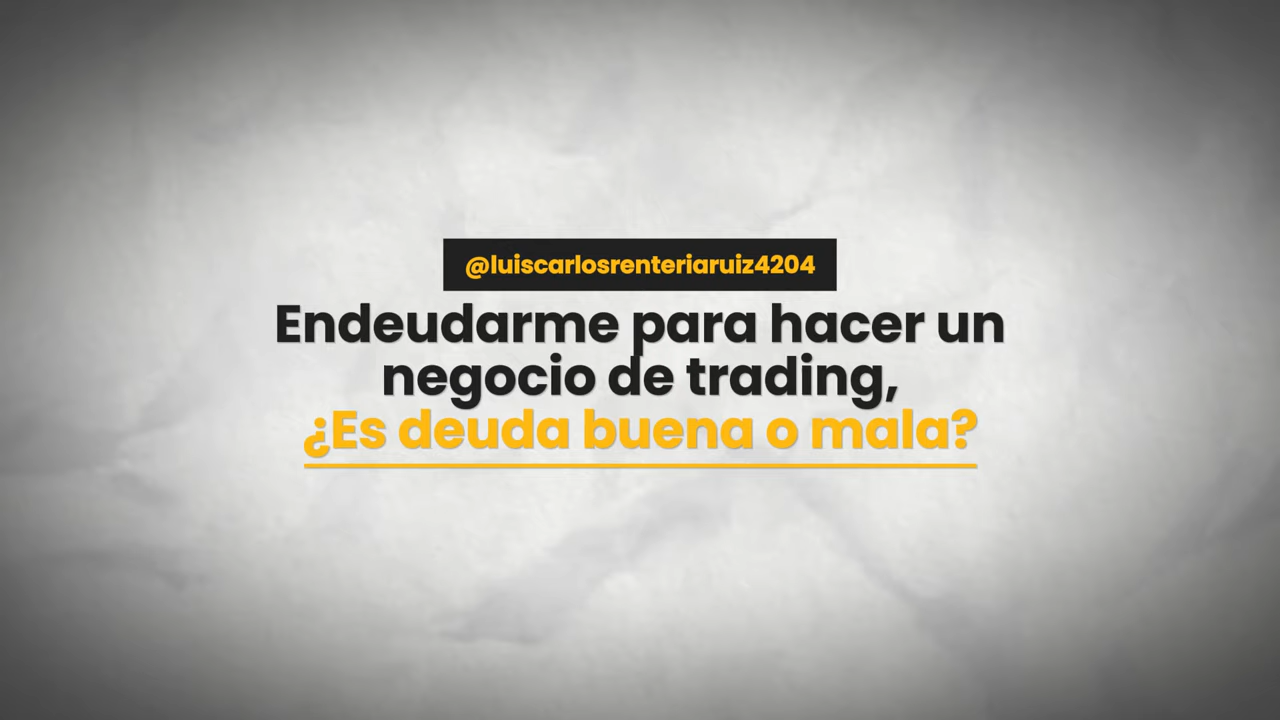 @luiscarlosrenteriaruiz4204
Endeudarme para hacer un
negocio de trading,
¿Es deuda buena o mala?